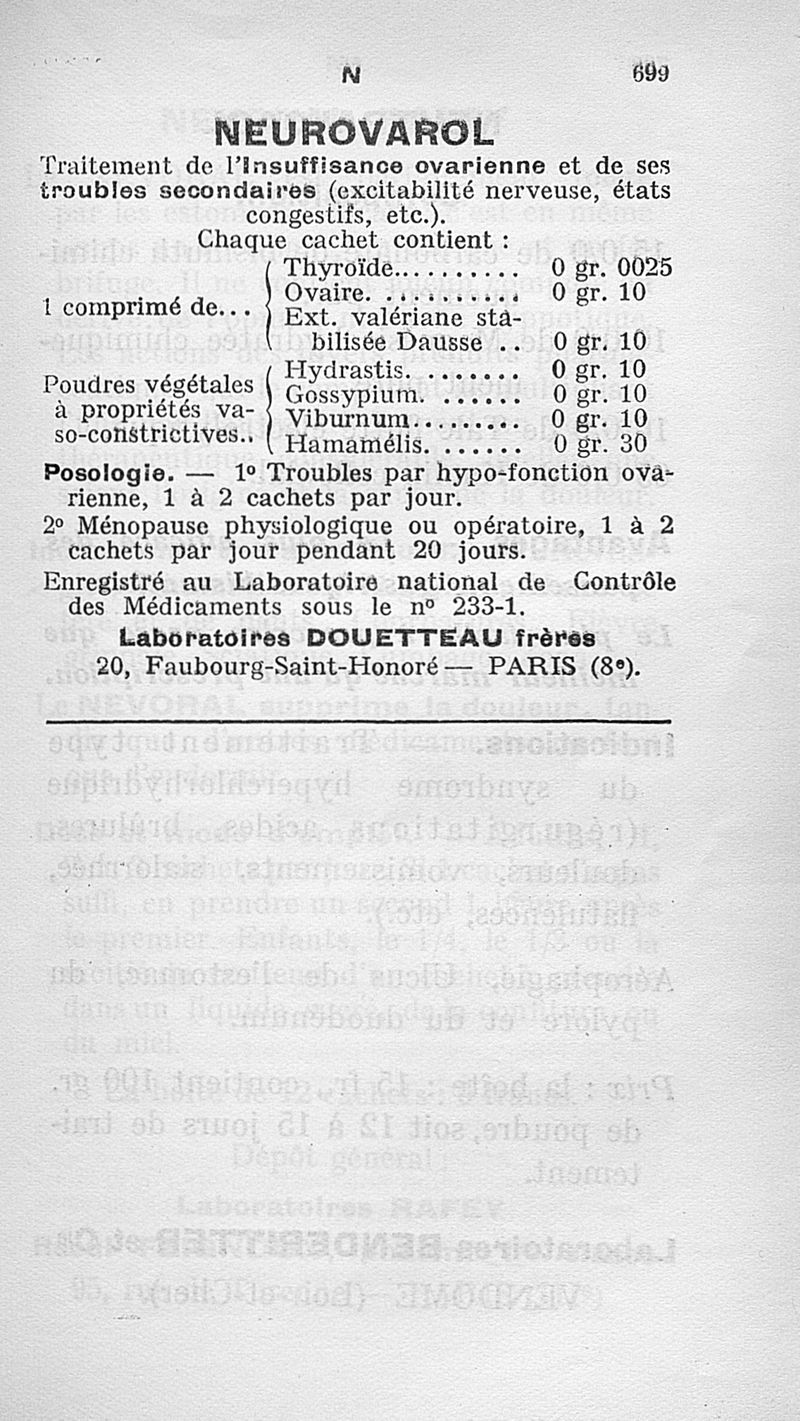 N 699
NEUROVAROL
Traitement de l'Insuffisance ovarienne et de ses
troubles secondaires (excitabilité nerveuse, états
congestifs, etc.).
Chaque cachet contient :
1 comprimé de...
Thyroïde.......... 0 gr. 0025
Ovaire. .......... 0 gr. 10
Ext. valériane sta-
bilisée Dausse .. 0 gr. 10
Poudres végétales
à propriétés va-
so-constrictives..
Hydrastis. ........ 0 gr. 10
Gossypium. ...... 0 gr. 10
Viburnum......... 0 gr. 10
Hamamélis. ...... 0 gr. 30
Posologie. — 1° Troubles par hypo-fonction ova-
rienne, 1 à 2 cachets par jour.
2° Ménopause physiologique ou opératoire, 1 à 2
cachets par jour pendant 20 jours.
Enregistré au Laboratoire national de Contrôle
des Médicaments sous le n° 233-1.
Laboratoires DOUETTEAU frères
20, Faubourg-Saint-Honoré — PARIS (8e).